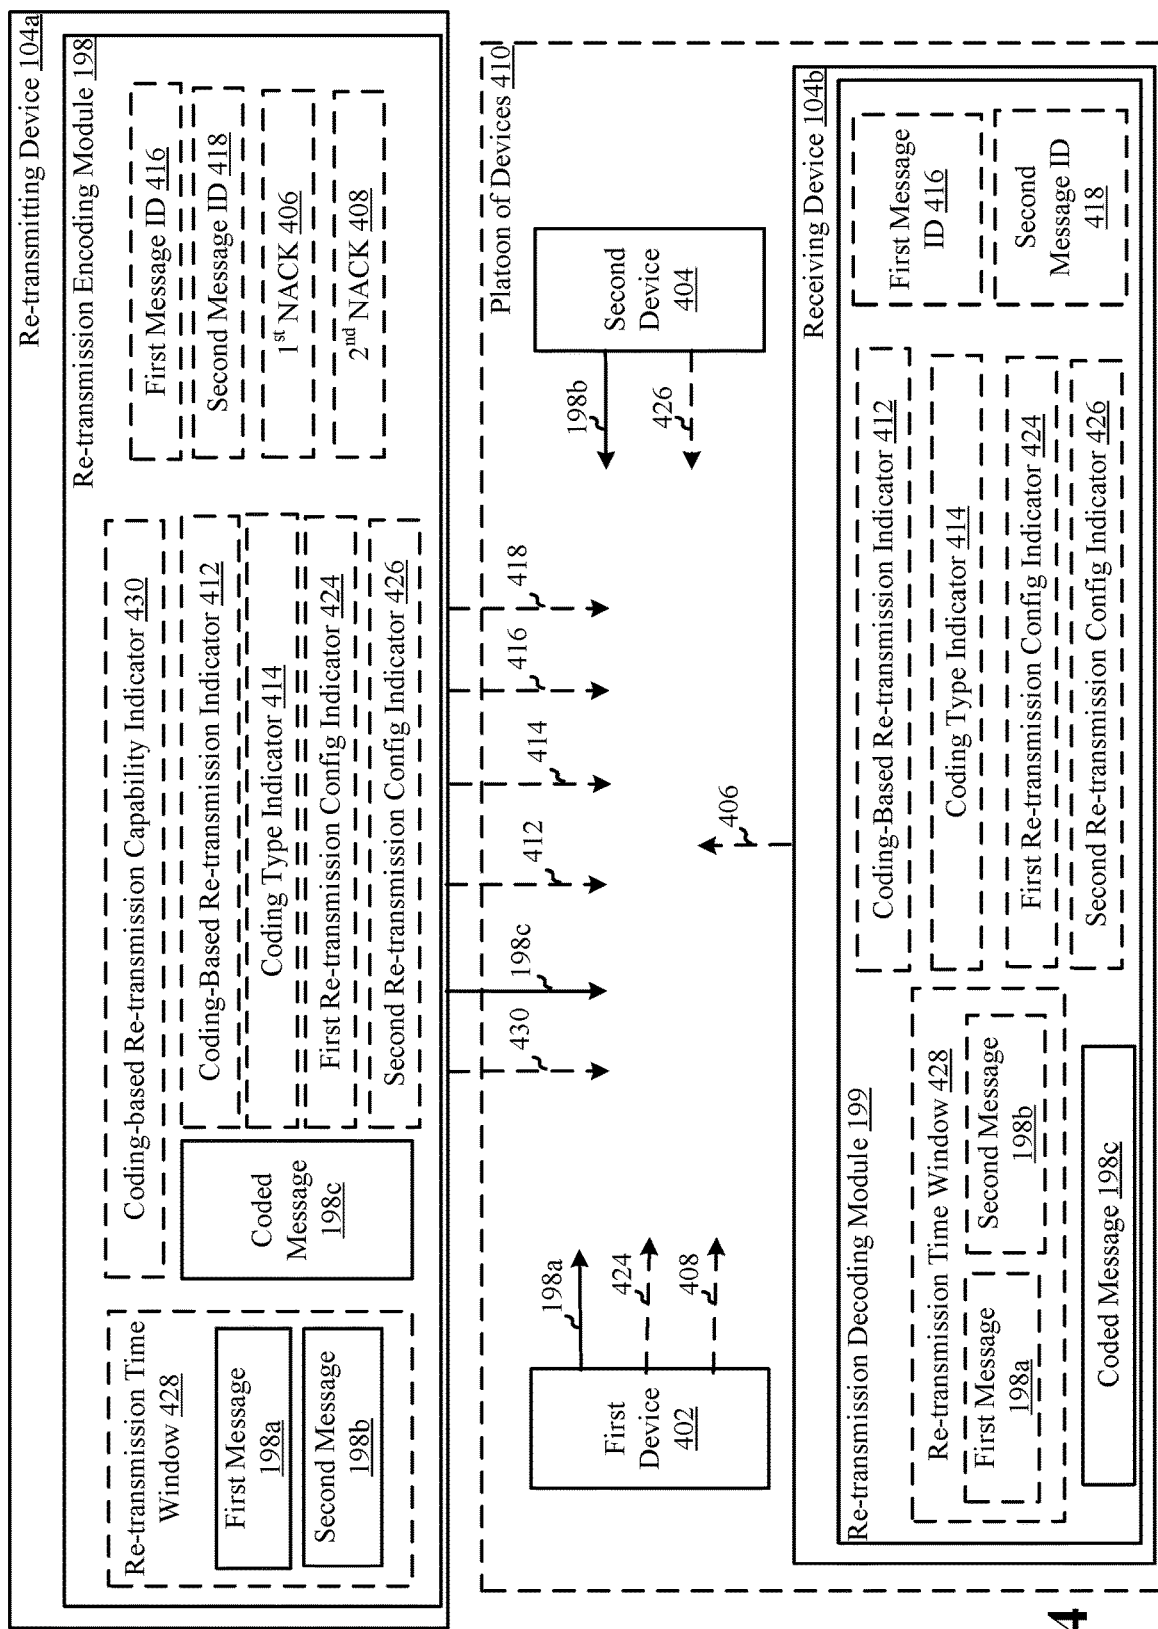 Re-transmitting Device 104a
Re-transmission Encoding Module 198
Re-transmission Time
Window 428
First Message
198a
Second Message
198b
Coding-based Re-transmission Capability Indicator 430
Coded
Message
198c
Coding-Based Re-transmission Indicator 412
Coding Type Indicator 414
First Re-transmission Config Indicator 424
Second Re-transmission Config Indicator 426
First Message ID 416
Second Message ID 418
1st NACK 406
2nd NACK 408
430
198c
412
414
416
418
Platoon of Devices 410
First
Device
402
198a
424
408
406
Second
Device
404
198b
426
Receiving Device 104b
Re-transmission Decoding Module 199
Re-transmission Time Window 428
First Message
198a
Second Message
198b
Coded Message 198c
Coding-Based Re-transmission Indicator 412
Coding Type Indicator 414
First Re-transmission Config Indicator 424
Second Re-transmission Config Indicator 426
First Message
ID 416
Second
Message ID
418
4